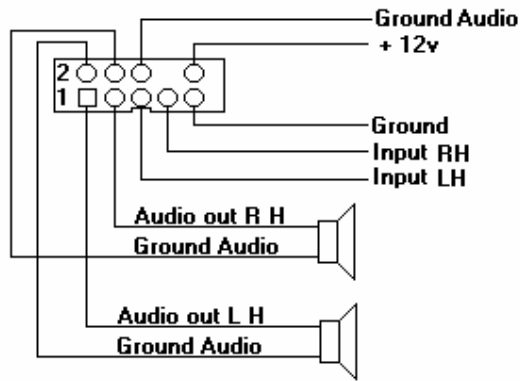 Ground Audio
+ 12v
2
1
Ground
Input RH
Input LH
Audio out R H
Ground Audio
Audio out L H
Ground Audio